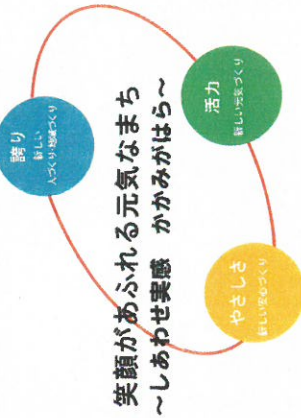 誇り
新しい
人づくり・地域づくり
笑顔があふれる元気なまち
～しあわせ実感 かかみがはら～
やさしさ
新しい安心づくり
活力
新しい元気づくり